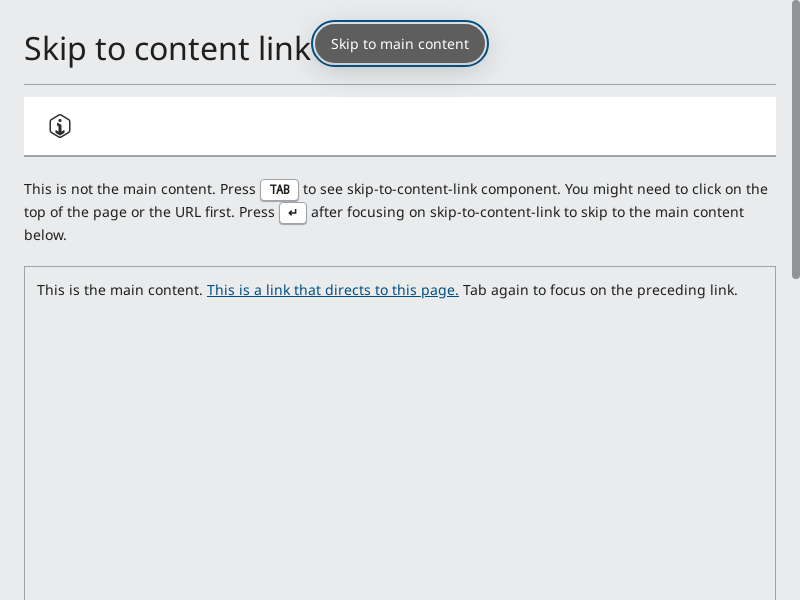 Skip to content link
Skip to main content
This is not the main content. Press TAB to see skip-to-content-link component. You might need to click on the
top of the page or the URL first. Press ↵ after focusing on skip-to-content-link to skip to the main content
below.
This is the main content. This is a link that directs to this page. Tab again to focus on the preceding link.